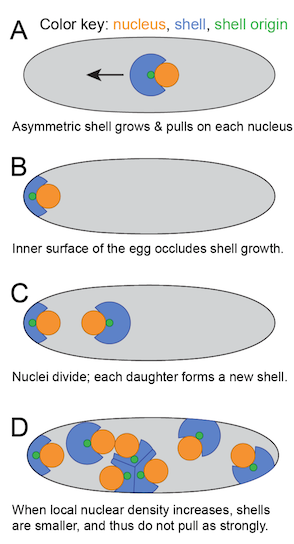 A
Color key: nucleus, shell, shell origin
Asymmetric shell grows & pulls on each nucleus
B
Inner surface of the egg occludes shell growth.
C
Nuclei divide; each daughter forms a new shell.
D
When local nuclear density increases, shells
are smaller, and thus do not pull as strongly.